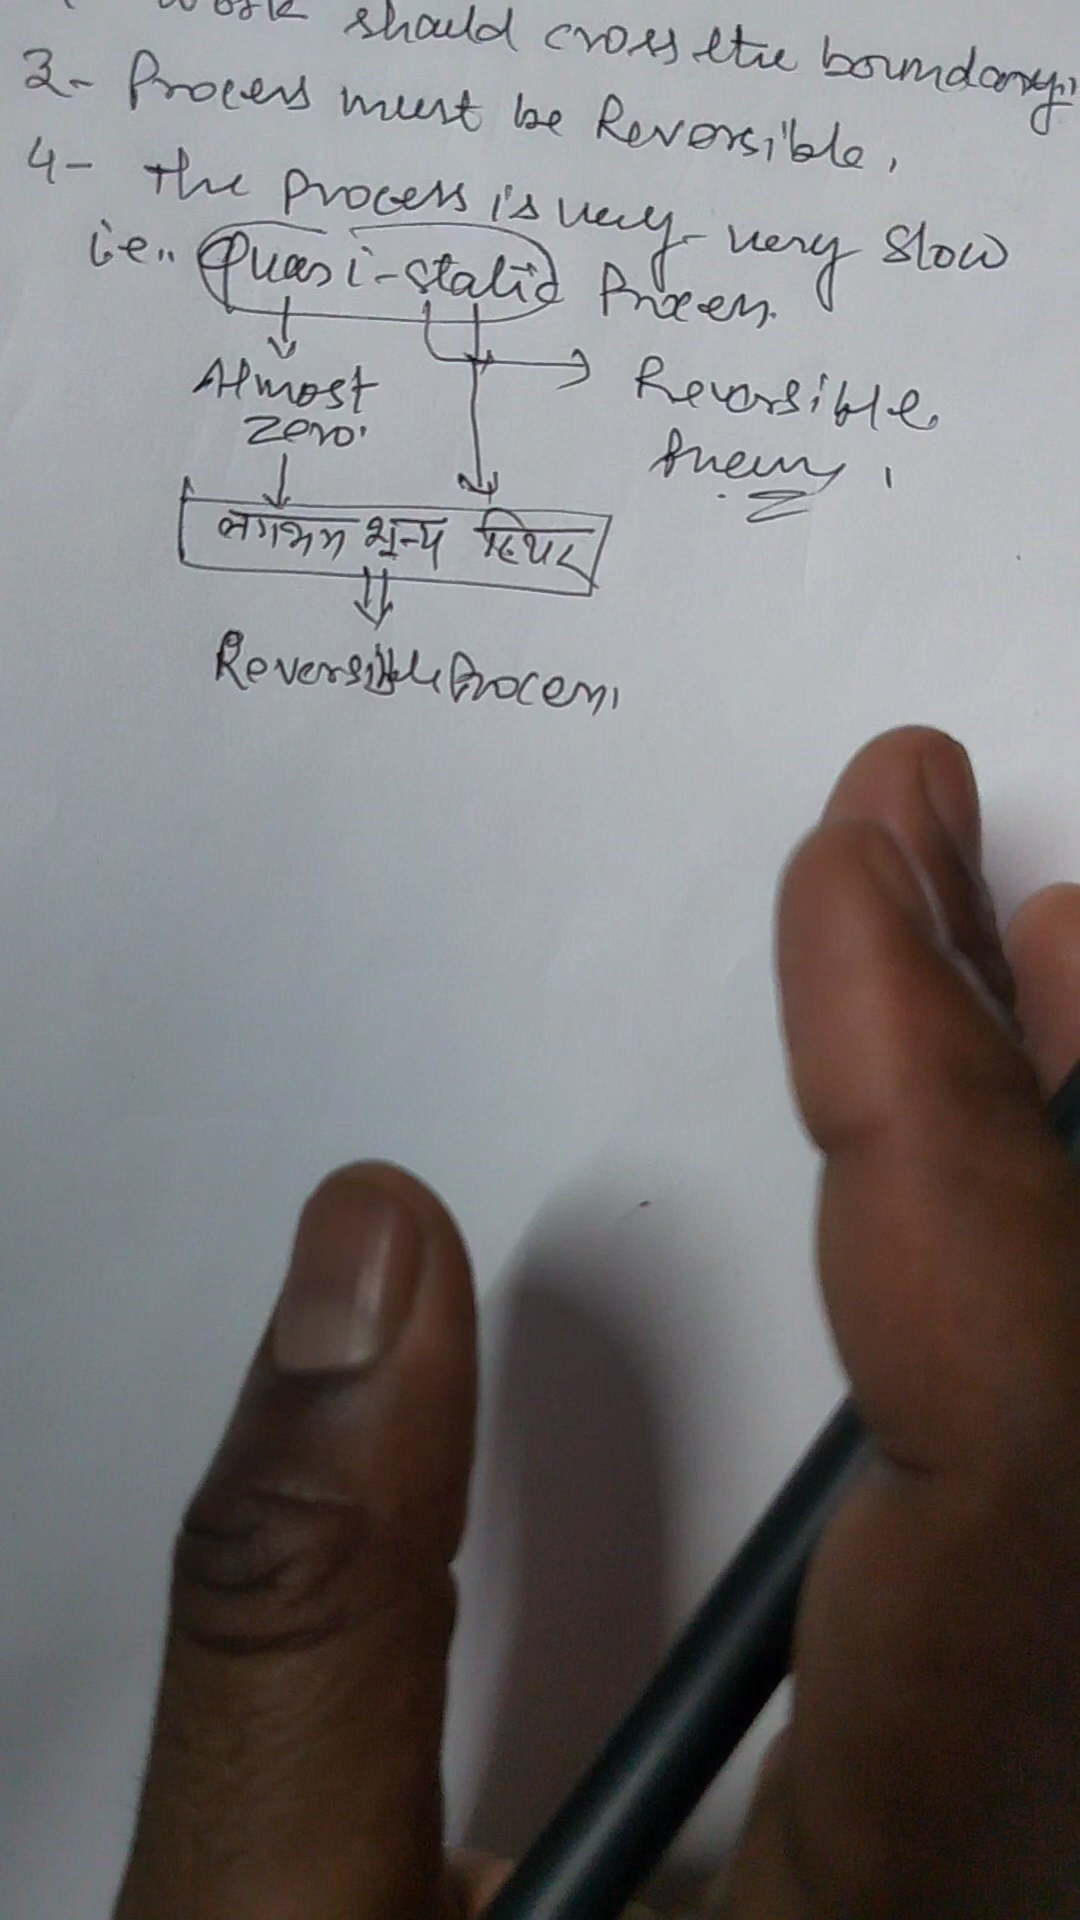 work should cross the boundary.
3- Process must be Reversible.
4- the process is very very slow
i.e.. Quasi-static Process.
Almost
zero.
Reversible
लगभग शून्य स्थिर
Reversible Process.